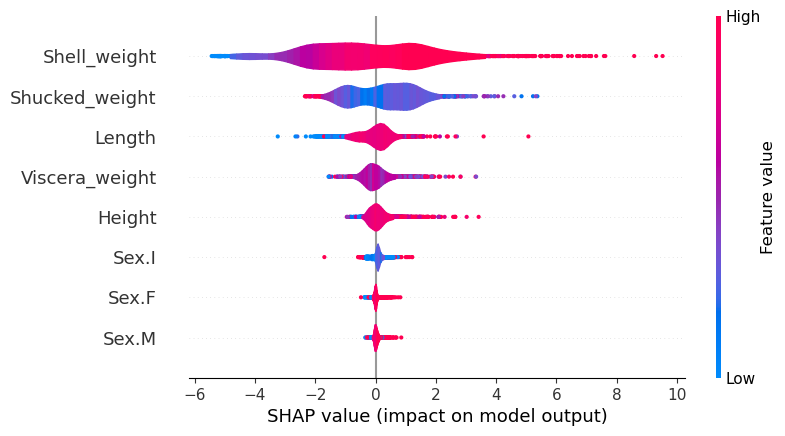 High
Shell_weight
Shucked_weight
Length
Viscera_weight
Height
Sex.I
Sex.F
Sex.M
Feature value
Low
−6 −4 −2 0 2 4 6 8 10
SHAP value (impact on model output)